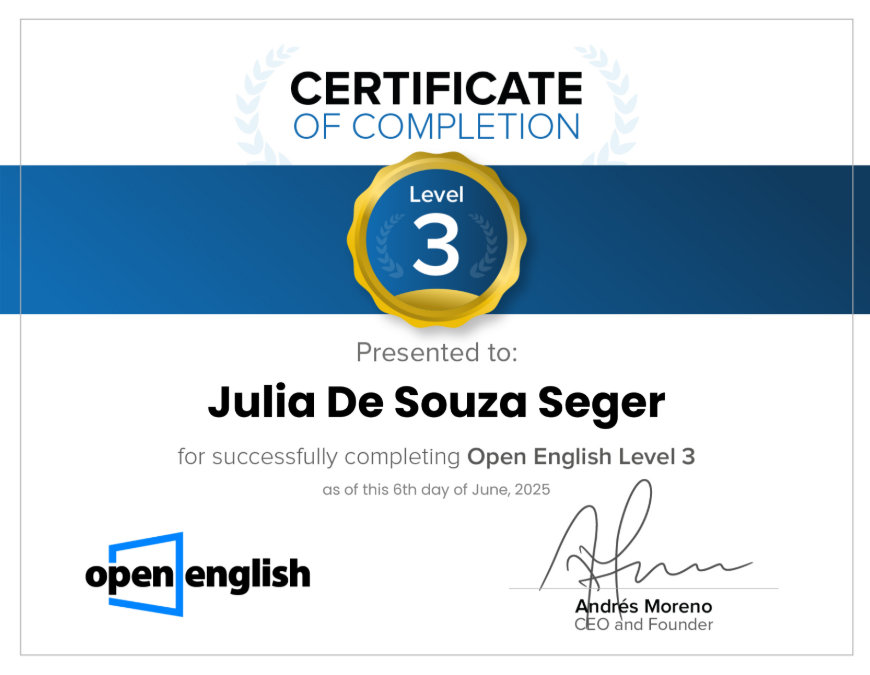 CERTIFICATE
OF COMPLETION
Level
3
Presented to:
Julia De Souza Seger
for successfully completing Open English Level 3
as of this 6th day of June, 2025
open english
Andrés Moreno
CEO and Founder